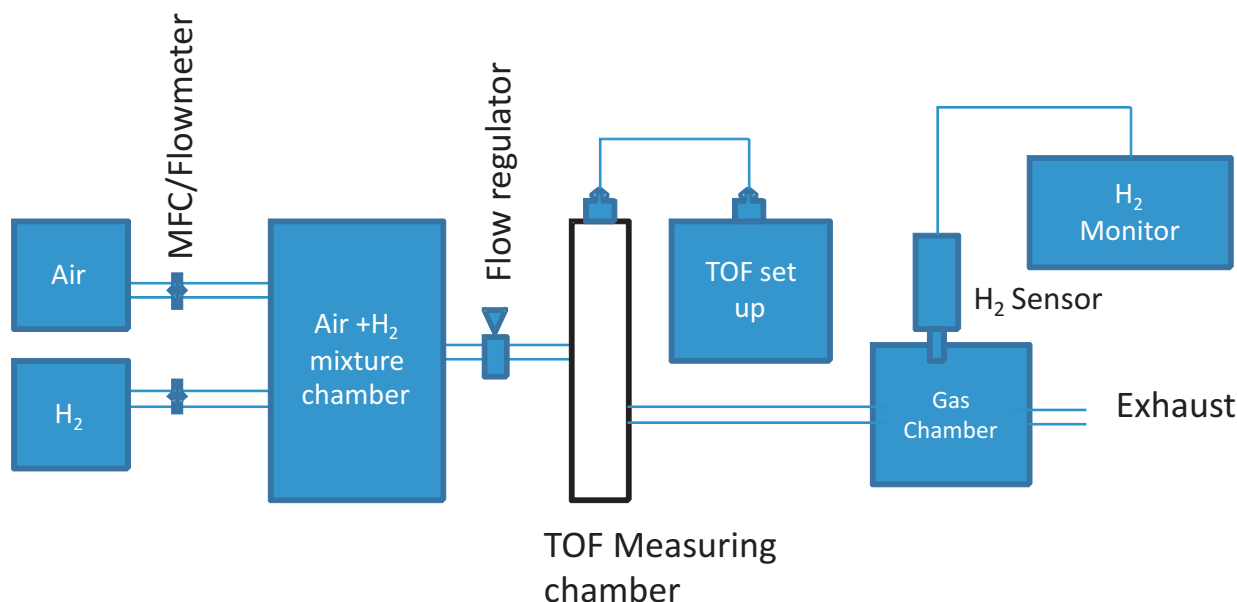 MFC/Flowmeter
Flow regulator
Air
H₂
Air +H₂
mixture
chamber
TOF set
up
H₂
Monitor
H₂ Sensor
Gas
Chamber
Exhaust
TOF Measuring
chamber